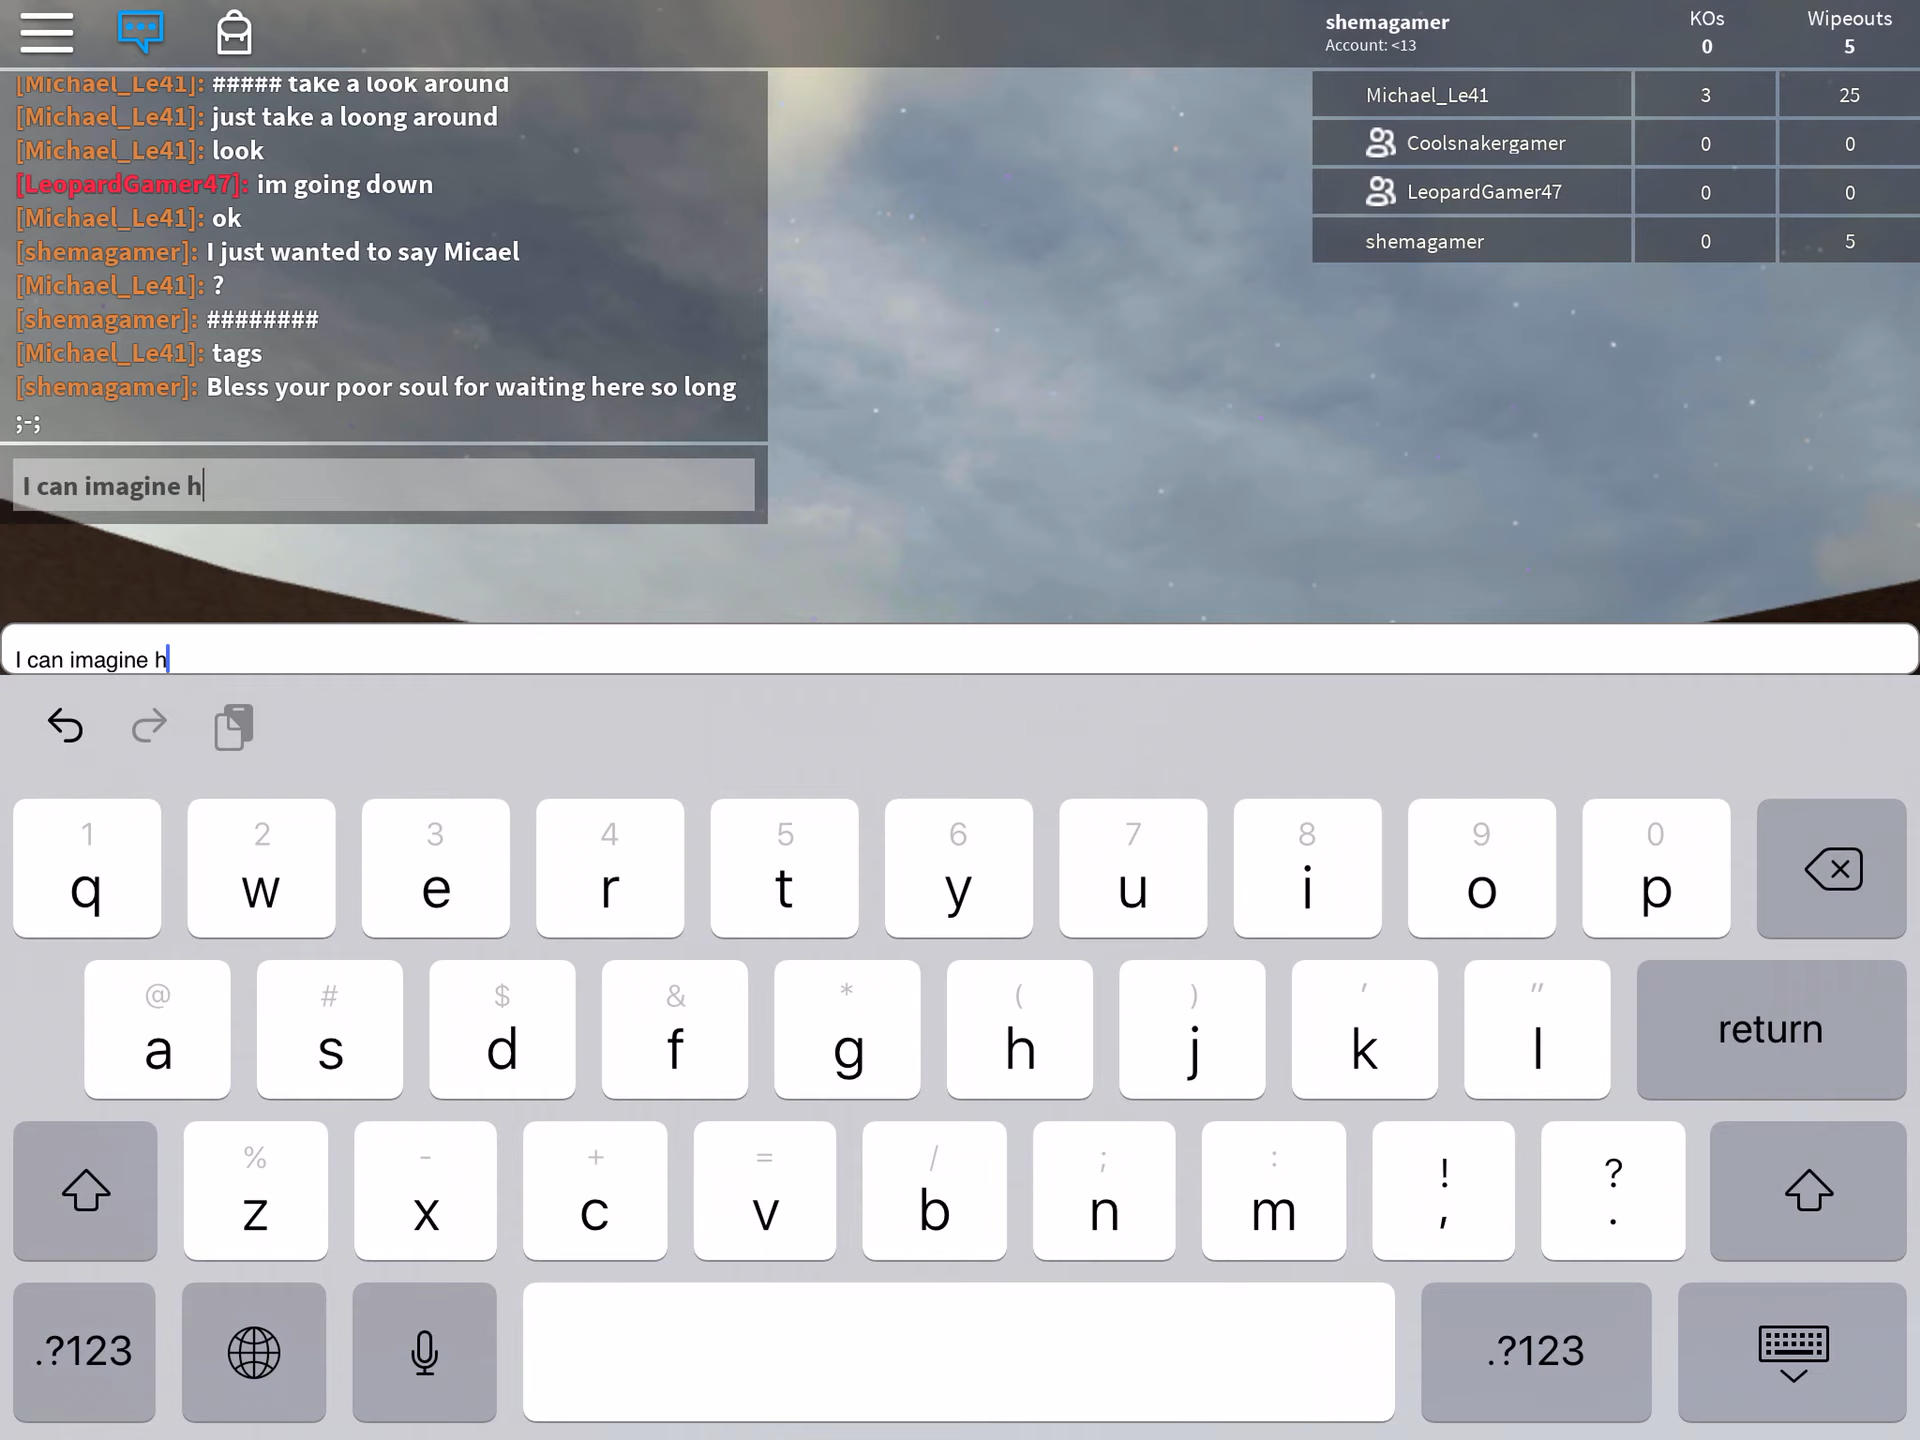 shemagamer
Account: <13
KOs
0
Wipeouts
5
[Michael_Le41]: ##### take a look around
[Michael_Le41]: just take a loong around
[Michael_Le41]: look
[LeopardGamer47]: im going down
[Michael_Le41]: ok
[shemagamer]: I just wanted to say Micael
[Michael_Le41]: ?
[shemagamer]: ########
[Michael_Le41]: tags
[shemagamer]: Bless your poor soul for waiting here so long
;-;
I can imagine h
Michael_Le41 3 25
Coolsnakergamer 0 0
LeopardGamer47 0 0
shemagamer 0 5
I can imagine h
1 2 3 4 5 6 7 8 9 0
q w e r t y u i o p
@ # $ & * ( ) ' "
a s d f g h j k l return
% - + = / ; : ! ?
z x c v b n m , .
.?123 .?123